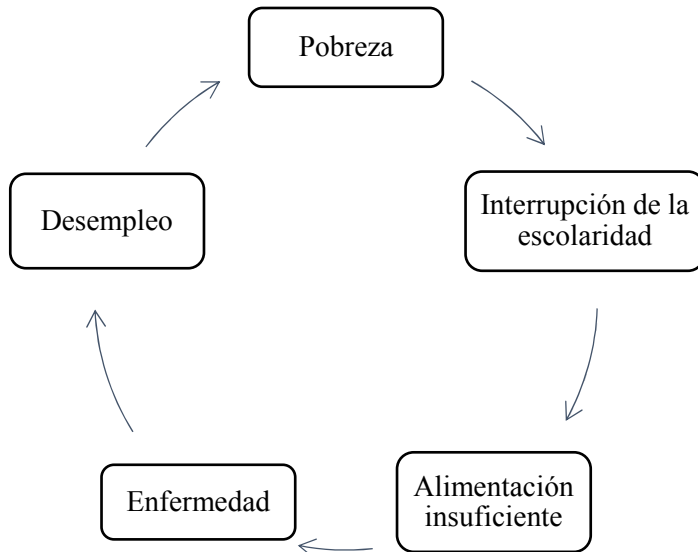 Pobreza
Interrupción de la
escolaridad
Alimentación
insuficiente
Enfermedad
Desempleo